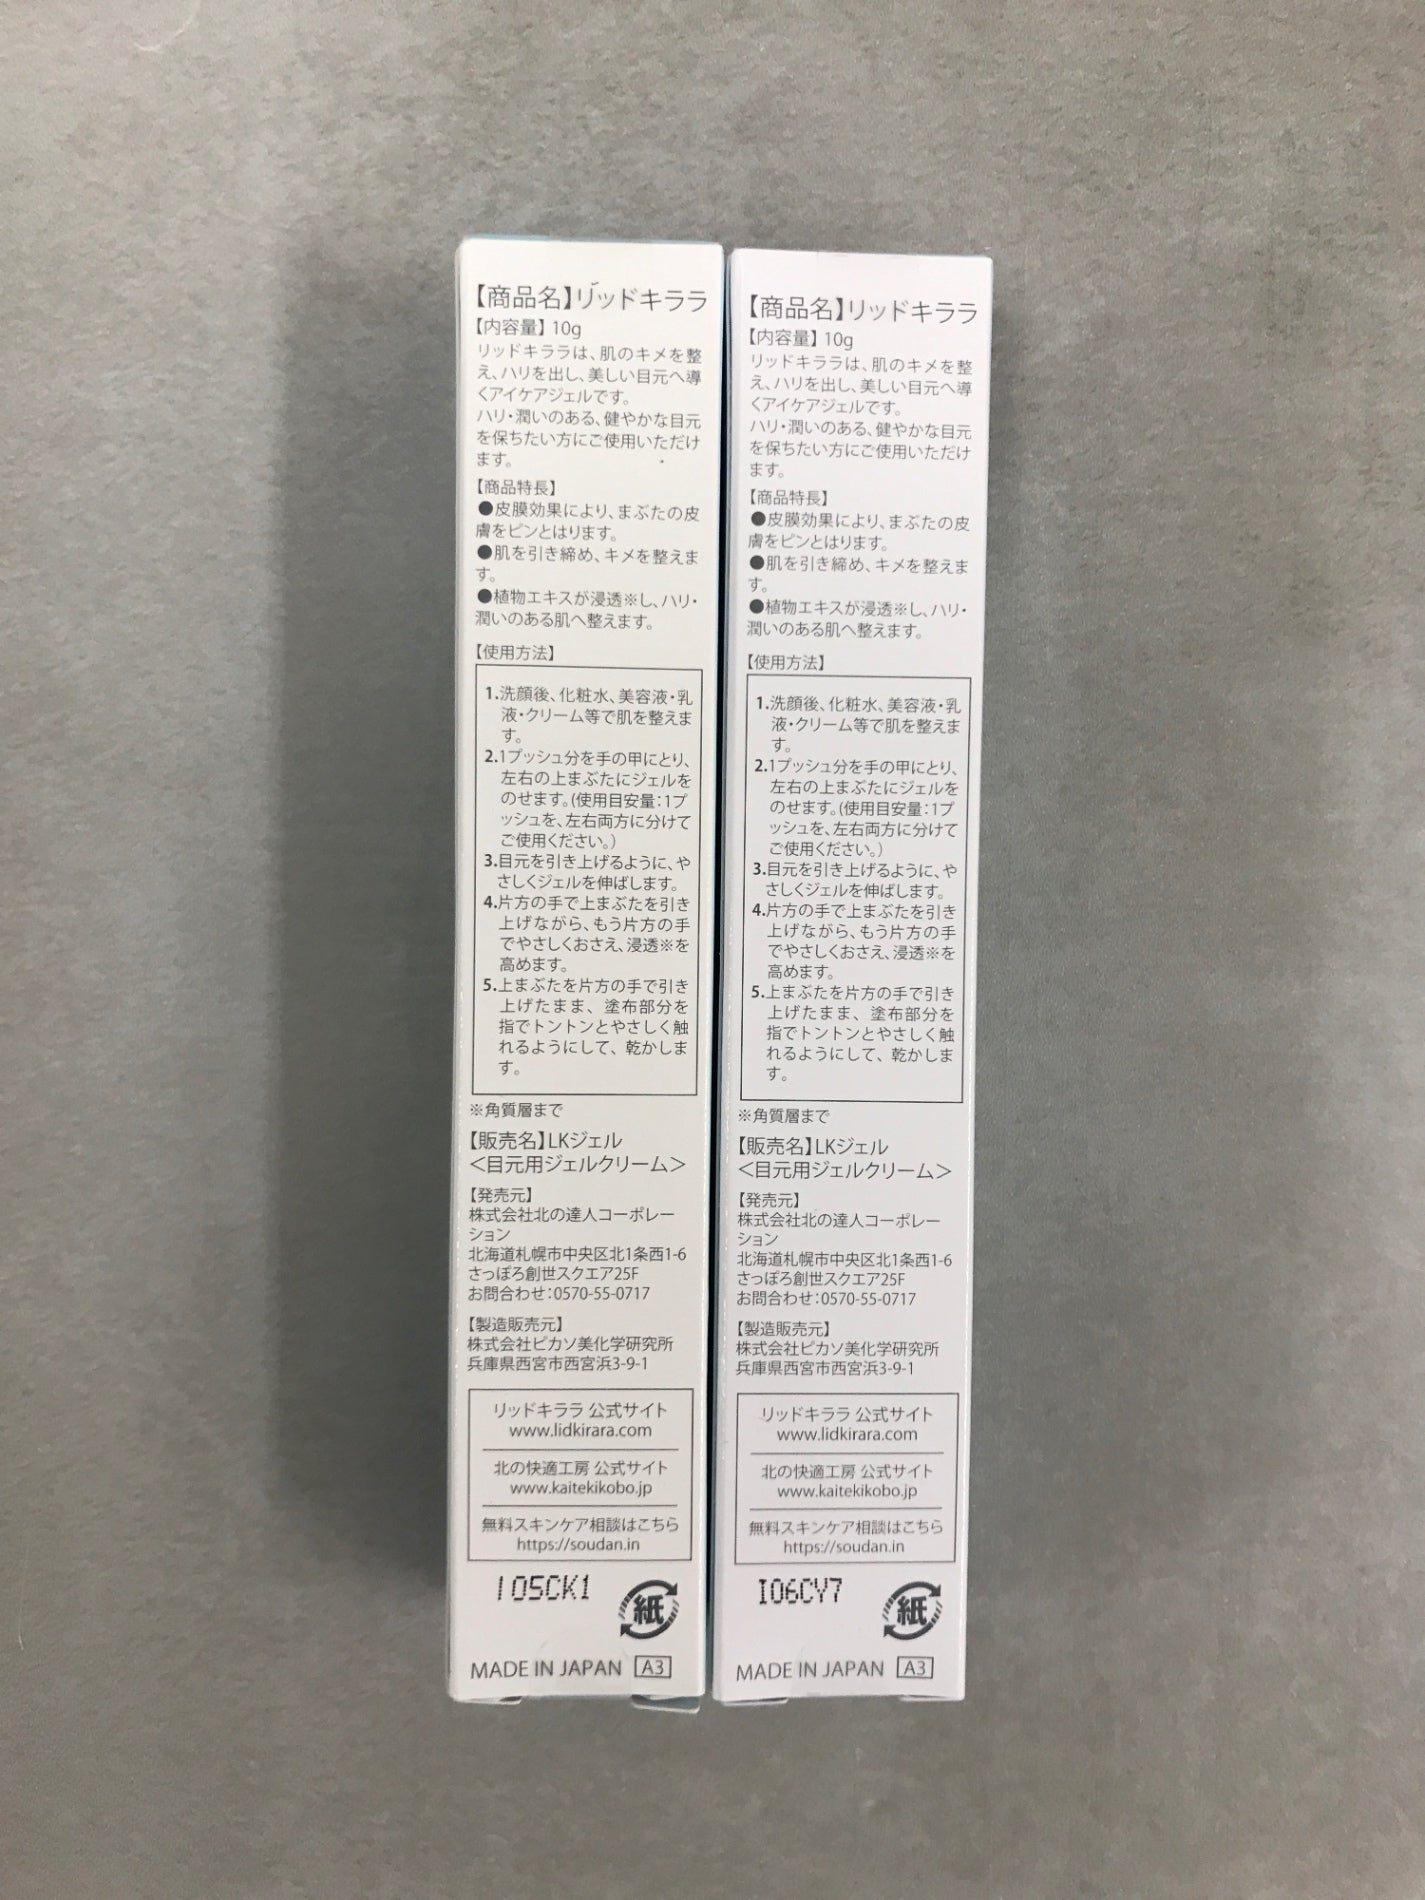 【商品名】リッドキララ
【内容量】10g
リッドキララは、肌のキメを整
え、ハリを出し、美しい目元へ導
くアイケアジェルです。
ハリ・潤いのある、健やかな目元
を保ちたい方にご使用いただけ
ます。
【商品特長】
●皮膜効果により、まぶたの皮
膚をピンとはります。
●肌を引き締め、キメを整えま
す。
●植物エキスが浸透※し、ハリ・
潤いのある肌へ整えます。
【使用方法】
1.洗顔後、化粧水、美容液・乳
液・クリーム等で肌を整えま
す。
2.1プッシュ分を手の甲にとり、
左右の上まぶたにジェルを
のせます。(使用目安量：1プ
ッシュを、左右両方に分けて
ご使用ください。)
3.目元を引き上げるように、や
さしくジェルを伸ばします。
4.片方の手で上まぶたを引き
上げながら、もう片方の手
でやさしくおさえ、浸透※を
高めます。
5.上まぶたを片方の手で引き
上げたまま、塗布部分を
指でトントンとやさしく触
れるようにして、乾かしま
す。
※角質層まで
【販売名】LKジェル
＜目元用ジェルクリーム＞
【発売元】
株式会社北の達人コーポレー
ション
北海道札幌市中央区北1条西1-6
さっぽろ創世スクエア25F
お問合わせ：0570-55-0717
【製造販売元】
株式会社ピカソ美化学研究所
兵庫県西宮市西宮浜3-9-1
リッドキララ 公式サイト
www.lidkirara.com
北の快適工房 公式サイト
www.kaitekikobo.jp
無料スキンケア相談はこちら
https://soudan.in
I05CK1
紙
MADE IN JAPAN A3
【商品名】リッドキララ
【内容量】10g
リッドキララは、肌のキメを整
え、ハリを出し、美しい目元へ導
くアイケアジェルです。
ハリ・潤いのある、健やかな目元
を保ちたい方にご使用いただけ
ます。
【商品特長】
●皮膜効果により、まぶたの皮
膚をピンとはります。
●肌を引き締め、キメを整えま
す。
●植物エキスが浸透※し、ハリ・
潤いのある肌へ整えます。
【使用方法】
1.洗顔後、化粧水、美容液・乳
液・クリーム等で肌を整えま
す。
2.1プッシュ分を手の甲にとり、
左右の上まぶたにジェルを
のせます。(使用目安量：1プ
ッシュを、左右両方に分けて
ご使用ください。)
3.目元を引き上げるように、や
さしくジェルを伸ばします。
4.片方の手で上まぶたを引き
上げながら、もう片方の手
でやさしくおさえ、浸透※を
高めます。
5.上まぶたを片方の手で引き
上げたまま、塗布部分を
指でトントンとやさしく触
れるようにして、乾かしま
す。
※角質層まで
【販売名】LKジェル
＜目元用ジェルクリーム＞
【発売元】
株式会社北の達人コーポレー
ション
北海道札幌市中央区北1条西1-6
さっぽろ創世スクエア25F
お問合わせ：0570-55-0717
【製造販売元】
株式会社ピカソ美化学研究所
兵庫県西宮市西宮浜3-9-1
リッドキララ 公式サイト
www.lidkirara.com
北の快適工房 公式サイト
www.kaitekikobo.jp
無料スキンケア相談はこちら
https://soudan.in
I06CY7
紙
MADE IN JAPAN A3